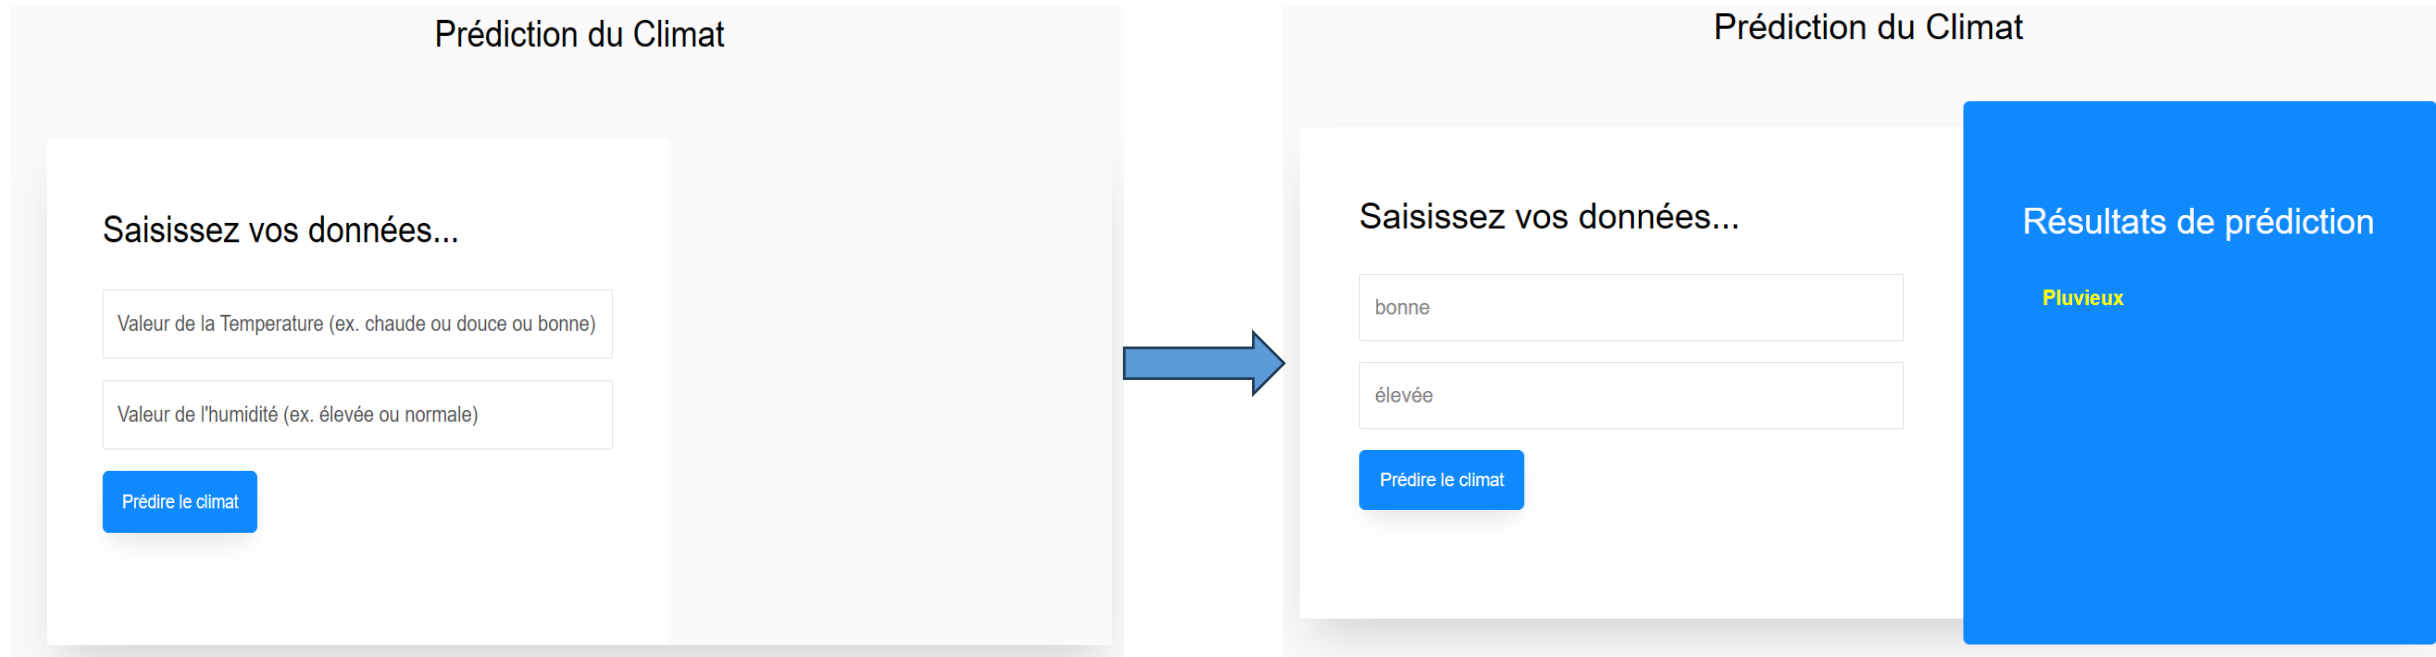 Prédiction du Climat
Saisissez vos données...
Valeur de la Temperature (ex. chaude ou douce ou bonne)
Valeur de l'humidité (ex. élevée ou normale)
Prédire le climat
Prédiction du Climat
Saisissez vos données...
bonne
élevée
Prédire le climat
Résultats de prédiction
Pluvieux